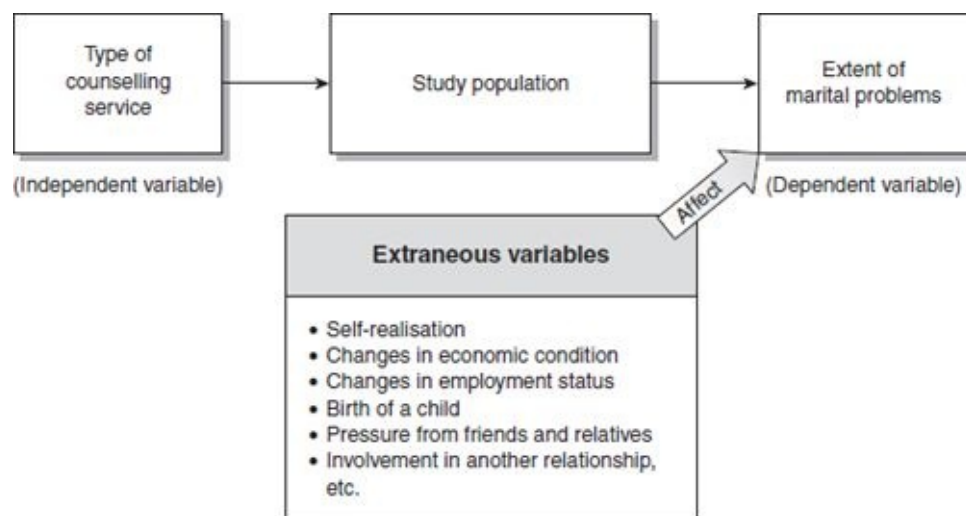 Type of
counselling
service
Study population
Extent of
marital problems
(Independent variable)
(Dependent variable)
Affect
Extraneous variables
• Self-realisation
• Changes in economic condition
• Changes in employment status
• Birth of a child
• Pressure from friends and relatives
• Involvement in another relationship,
etc.